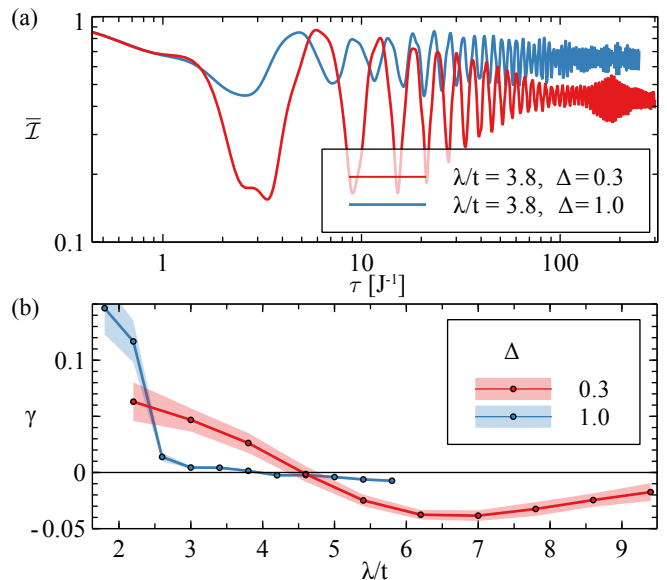 (a)
1
𝓘̅
0.1
λ/t = 3.8, Δ = 0.3
λ/t = 3.8, Δ = 1.0
1 10 100
τ [J⁻¹]
(b)
0.1
γ
0
-0.05
Δ
0.3
1.0
2 3 4 5 6 7 8 9
λ/t